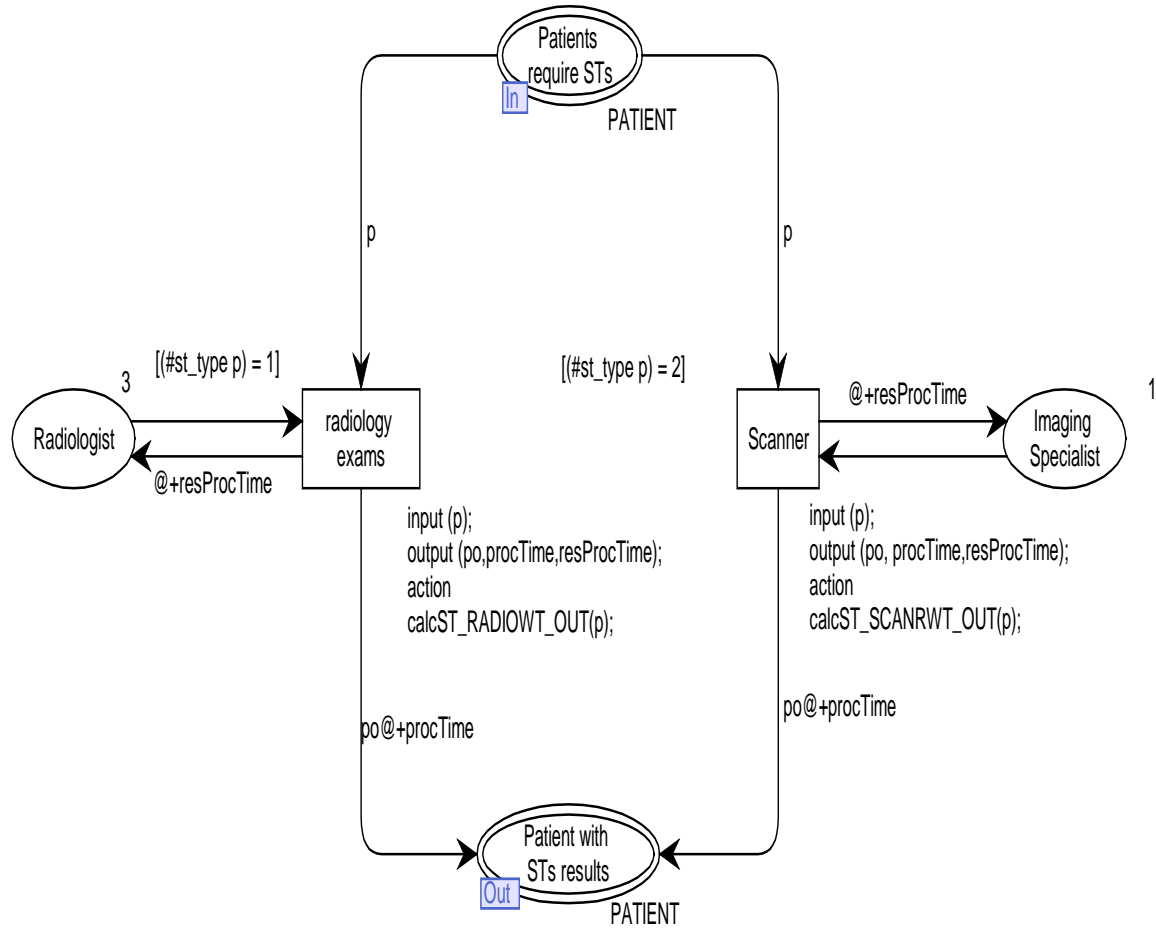 Patients
require STs
In
PATIENT
p
p
[(#st_type p) = 1]
[(#st_type p) = 2]
3
1
@+resProcTime
Radiologist
radiology
exams
Scanner
Imaging
Specialist
@+resProcTime
input (p);
output (po,procTime,resProcTime);
action
calcST_RADIOWT_OUT(p);
input (p);
output (po, procTime,resProcTime);
action
calcST_SCANRWT_OUT(p);
po@+procTime
po@+procTime
Patient with
STs results
Out
PATIENT